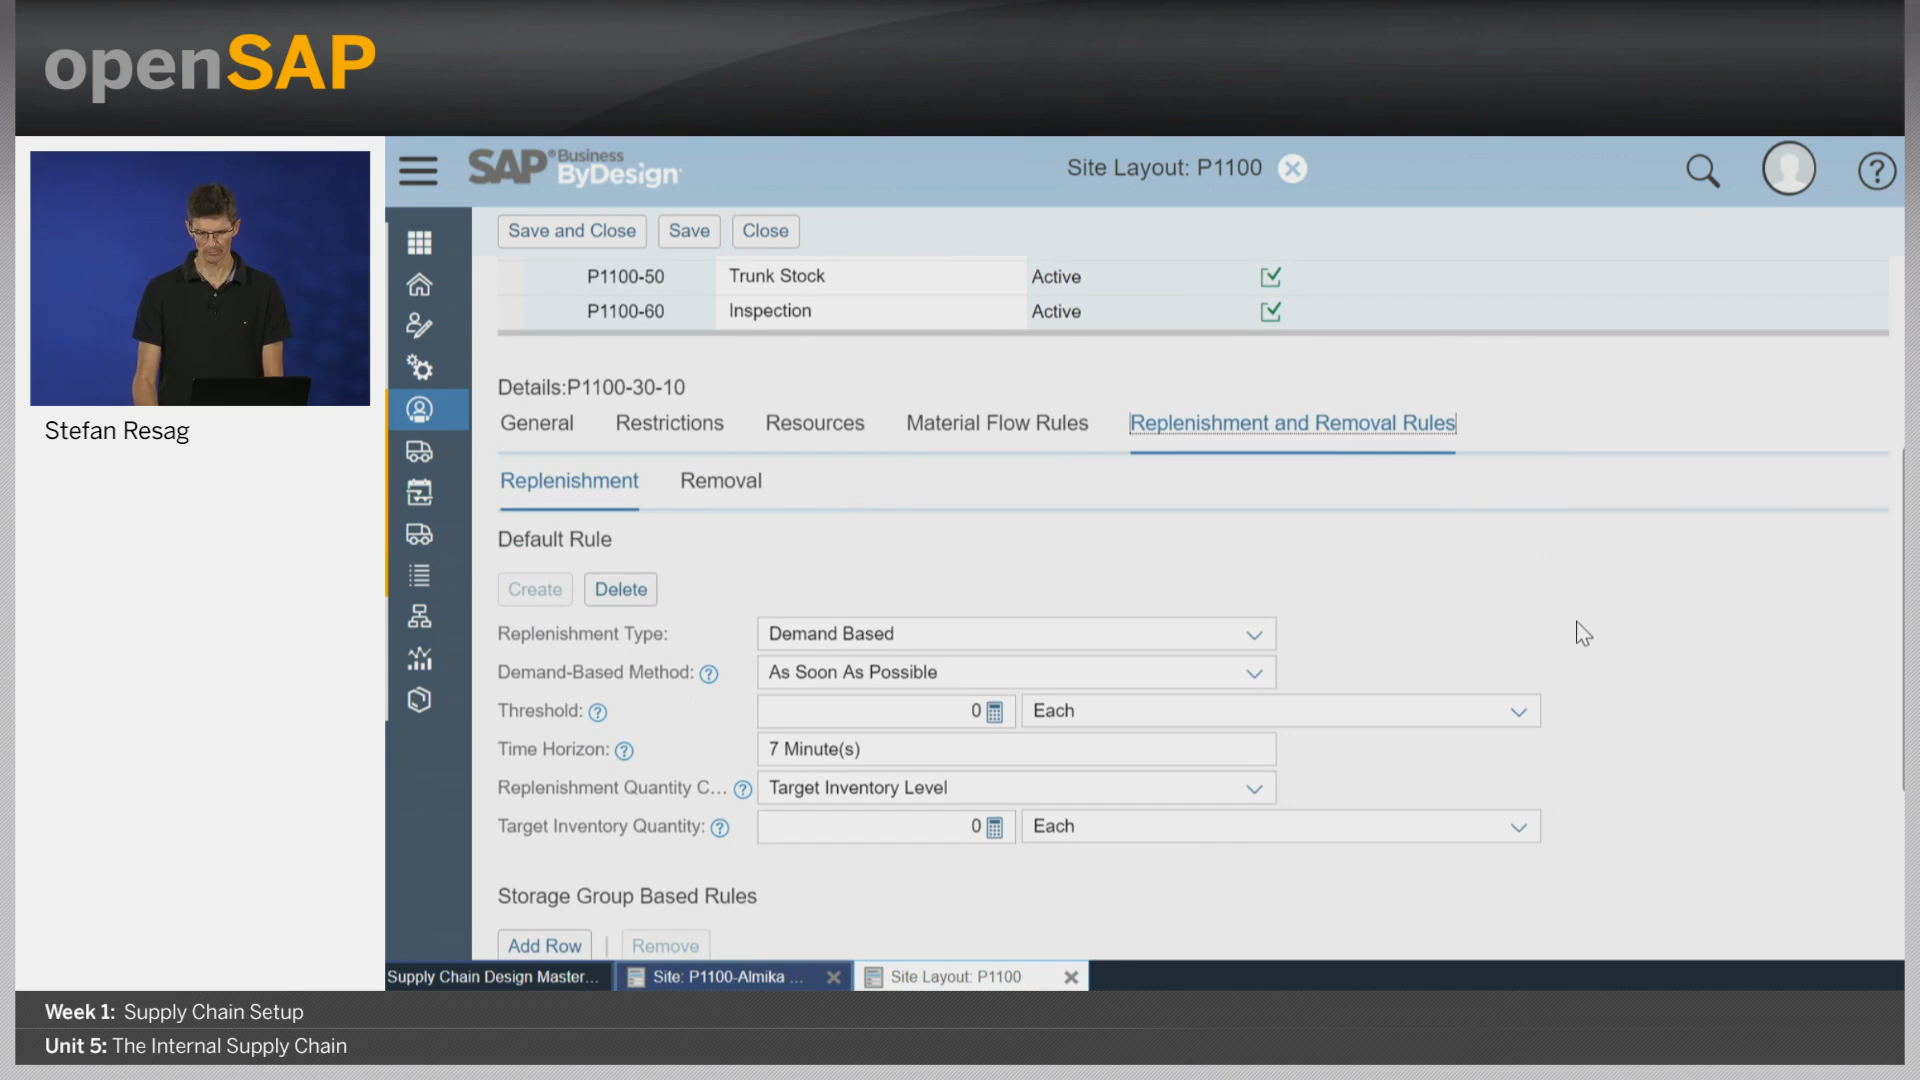 openSAP
SAP® Business ByDesign
Site Layout: P1100
Save and Close Save Close
P1100-50 Trunk Stock Active
P1100-60 Inspection Active
Details:P1100-30-10
General Restrictions Resources Material Flow Rules Replenishment and Removal Rules
Replenishment Removal
Default Rule
Create Delete
Replenishment Type: Demand Based
Demand-Based Method: As Soon As Possible
Threshold: 0 Each
Time Horizon: 7 Minute(s)
Replenishment Quantity C... Target Inventory Level
Target Inventory Quantity: 0 Each
Storage Group Based Rules
Add Row | Remove
Supply Chain Design Master... Site: P1100-Almika ... Site Layout: P1100
Stefan Resag
Week 1: Supply Chain Setup
Unit 5: The Internal Supply Chain